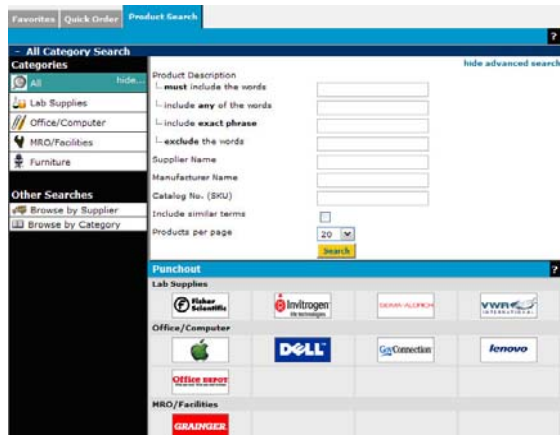 Favorites Quick Order Product Search
?
- All Category Search
Categories
hide advanced search
All hide...
Lab Supplies
Office/Computer
MRO/Facilities
Furniture
Other Searches
Browse by Supplier
Browse by Category
Product Description
must include the words
include any of the words
include exact phrase
exclude the words
Supplier Name
Manufacturer Name
Catalog No. (SKU)
Include similar terms
Products per page 20
Search
Punchout ?
Lab Supplies
Fisher Scientific
invitrogen
SIGMA-ALDRICH
VWR
INTERNATIONAL
Office/Computer
DELL
GovConnection
lenovo
Office DEPOT
MRO/Facilities
GRAINGER